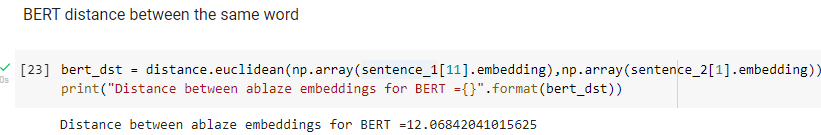 BERT distance between the same word
[23] bert_dst = distance.euclidean(np.array(sentence_1[11].embedding),np.array(sentence_2[1].embedding))
0s print("Distance between ablaze embeddings for BERT ={}".format(bert_dst))
Distance between ablaze embeddings for BERT =12.06842041015625